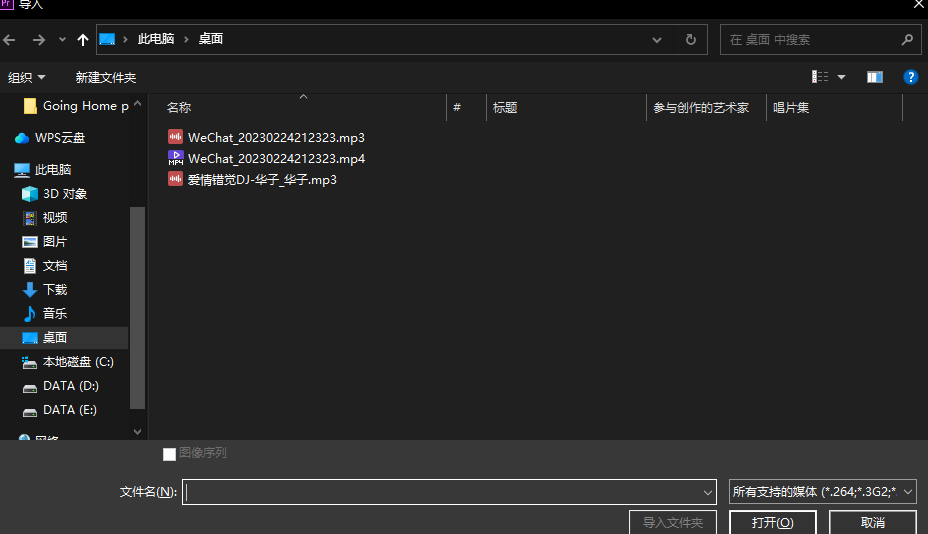 Pr 导入
此电脑 桌面 在 桌面 中搜索
组织 新建文件夹 ?
Going Home p
WPS云盘
此电脑
3D 对象
视频
图片
文档
下载
音乐
桌面
本地磁盘 (C:)
DATA (D:)
DATA (E:)
网络
名称 # 标题 参与创作的艺术家 唱片集
WeChat_20230224212323.mp3
MP4 WeChat_20230224212323.mp4
爱情错觉DJ-华子_华子.mp3
图像序列
文件名(N): 所有支持的媒体 (*.264;*.3G2;*.
导入文件夹 打开(O) 取消